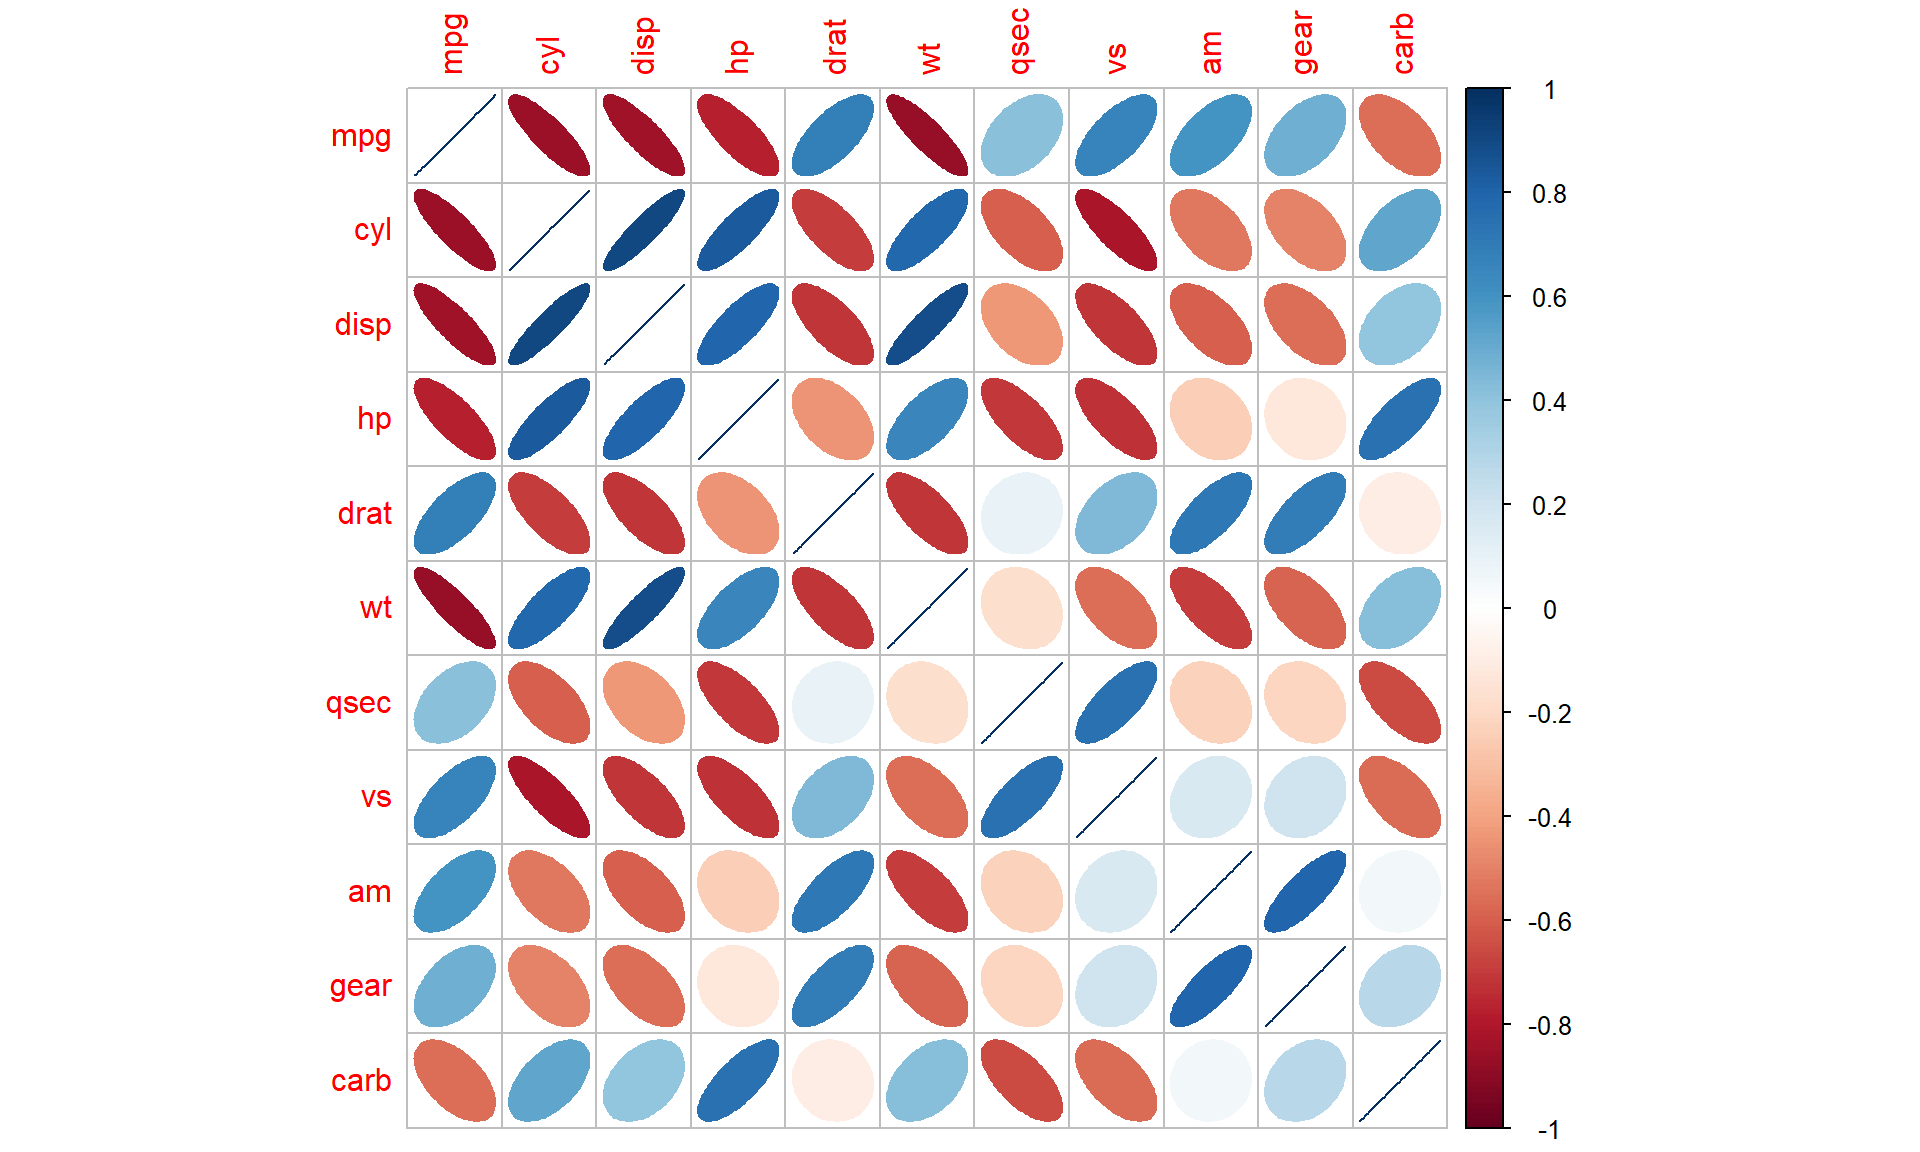 mpg
cyl
disp
hp
drat
wt
qsec
vs
am
gear
carb
mpg
cyl
disp
hp
drat
wt
qsec
vs
am
gear
carb
1
0.8
0.6
0.4
0.2
0
-0.2
-0.4
-0.6
-0.8
-1